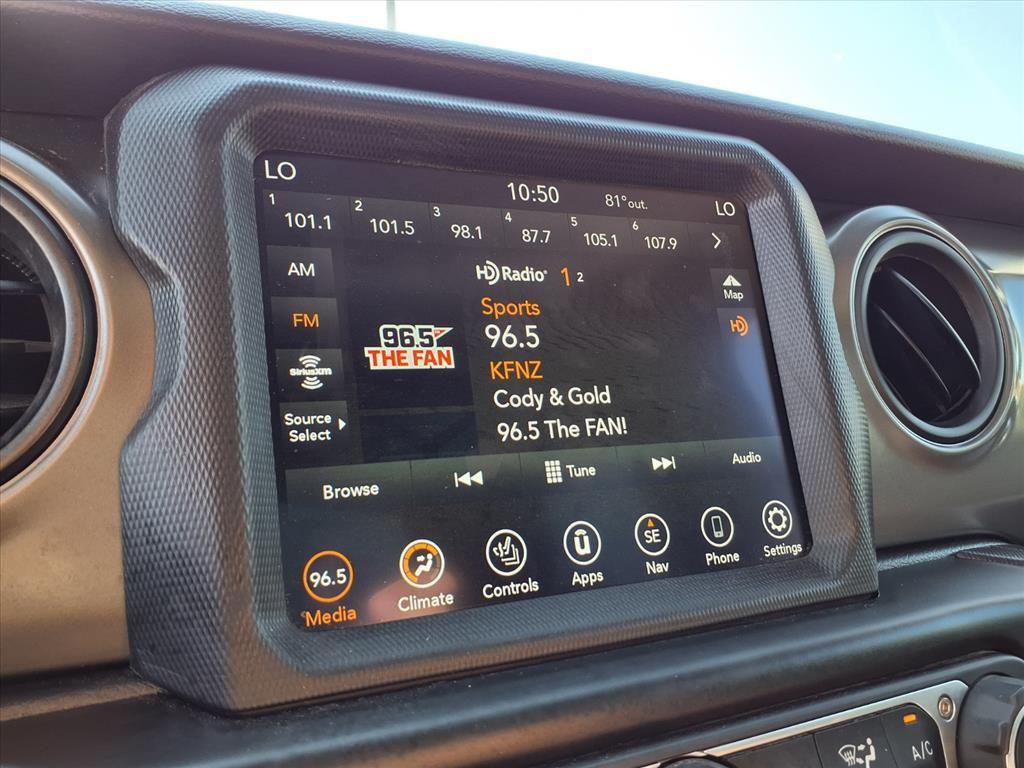 LO 10:50 81° out. LO
1 101.1 2 101.5 3 98.1 4 87.7 5 105.1 6 107.9
AM
HD Radio 1 2
Map
FM
Sports
96.5
HD
96.5 FM
THE FAN
KFNZ
SiriusXM
Cody & Gold
Source
Select
96.5 The FAN!
Browse Tune Audio
96.5 SE
Media Climate Controls Apps Nav Phone Settings
A/C